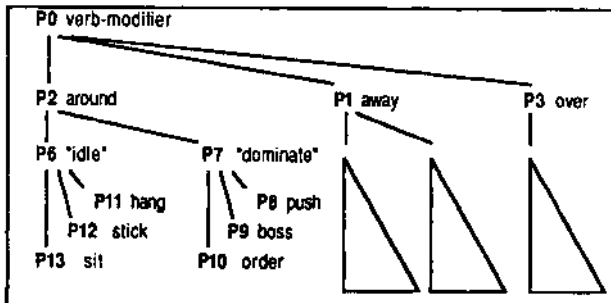 P0 verb-modifier
P2 around P1 away P3 over
P6 "idle" P7 "dominate"
P11 hang P8 push
P12 stick P9 boss
P13 sit P10 order